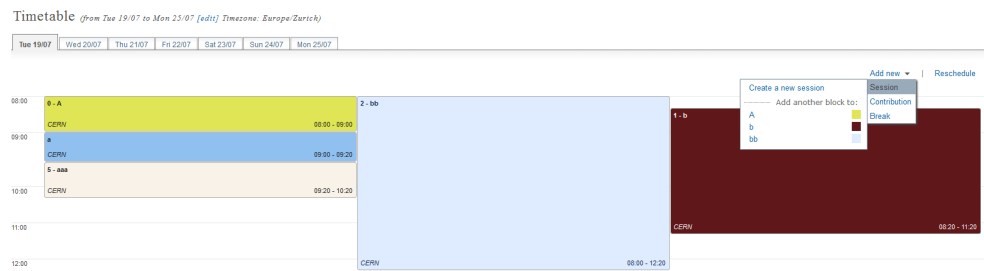 Timetable (from Tue 19/07 to Mon 25/07 [edit] Timezone: Europe/Zurich)
Tue 19/07 Wed 20/07 Thu 21/07 Fri 22/07 Sat 23/07 Sun 24/07 Mon 25/07
Add new | Reschedule
Create a new session
Add another block to:
A
b
bb
Session
Contribution
Break
08:00
09:00
10:00
11:00
12:00
0 - A
CERN 08:00 - 09:00
a
CERN 09:00 - 09:20
5 - aaa
CERN 09:20 - 10:20
2 - bb
CERN 08:00 - 12:20
1 - b
CERN 08:20 - 11:20